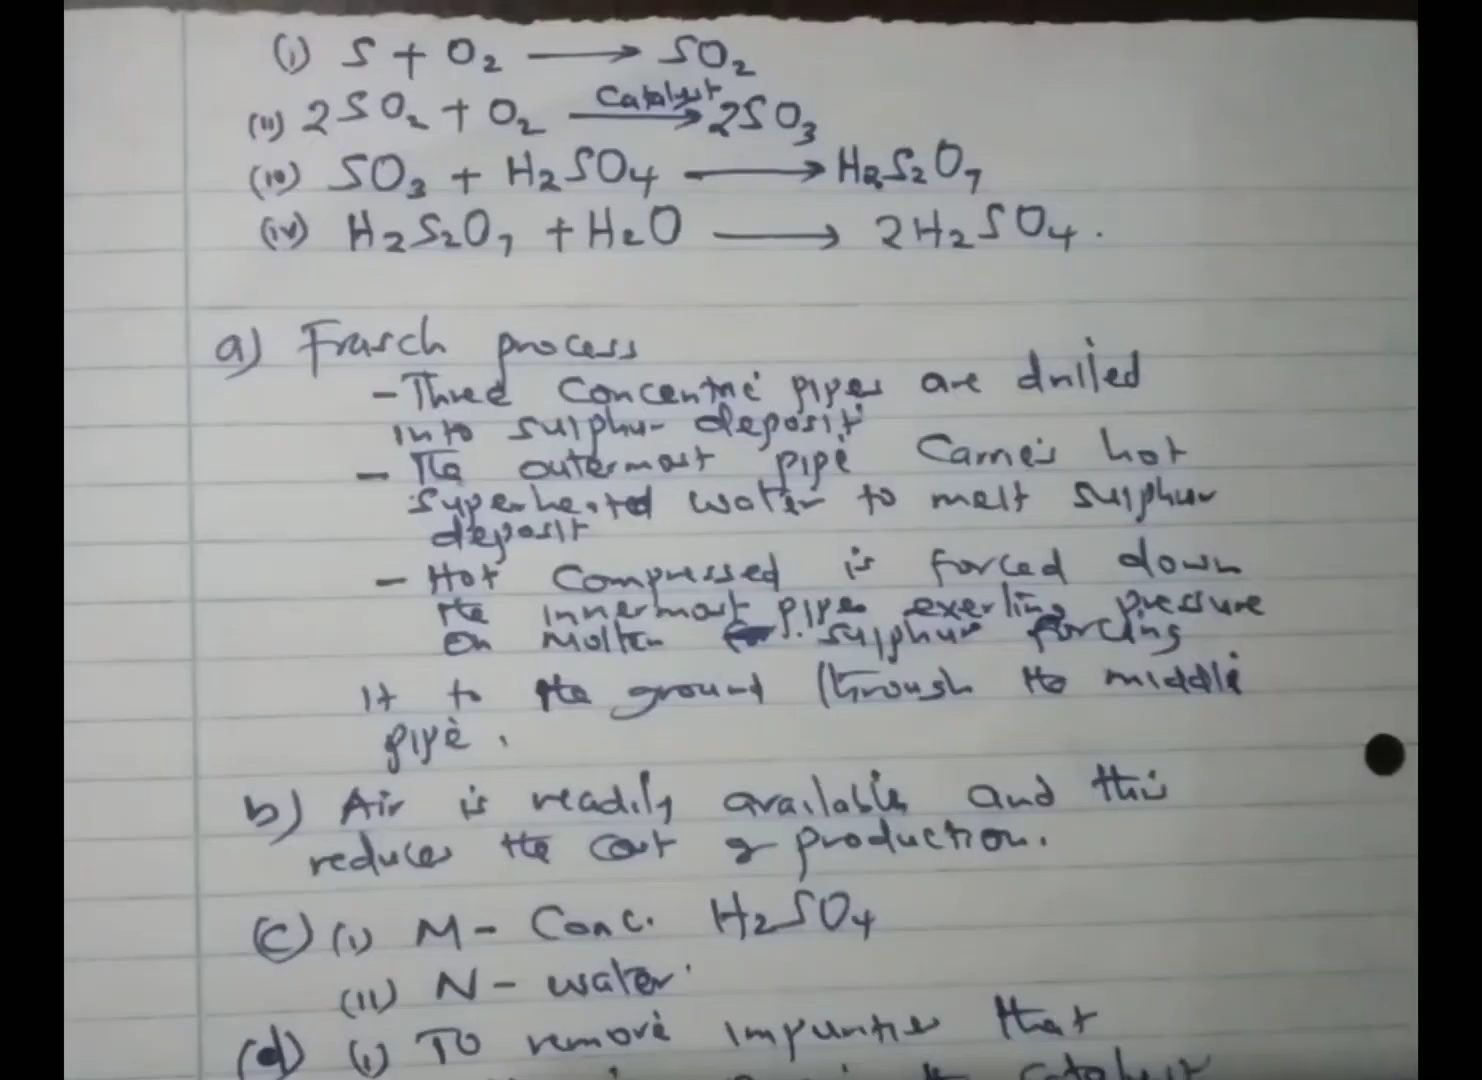 (i) S + O₂ ⟶ SO₂
(ii) 2SO₂ + O₂ ⟶ 2SO₃
Catalyst
(iii) SO₃ + H₂SO₄ ⟶ H₂S₂O₇
(iv) H₂S₂O₇ + H₂O ⟶ 2H₂SO₄.
a) Frasch process
- Three concentric pipes are drilled
into sulphur deposit
- The outermost pipe Carries hot
superheated water to melt sulphur
deposit
- Hot Compressed is forced down
the innermost pipe exerting pressure
on molten sulphur forcing
it to the ground through the middle
pipe.
b) Air is readily available and this
reduces the cost of production.
(c) (i) M - Conc. H₂SO₄
(ii) N - water.
(d) (i) To remove impurities that
catalyst